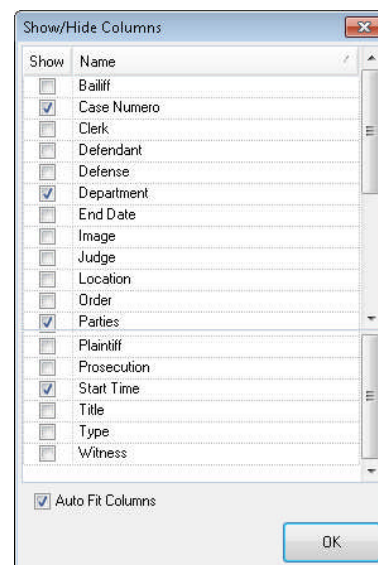 Show/Hide Columns
Show Name
Bailiff
Case Numero
Clerk
Defendant
Defense
Department
End Date
Image
Judge
Location
Order
Parties
Plaintiff
Prosecution
Start Time
Title
Type
Witness
Auto Fit Columns
OK